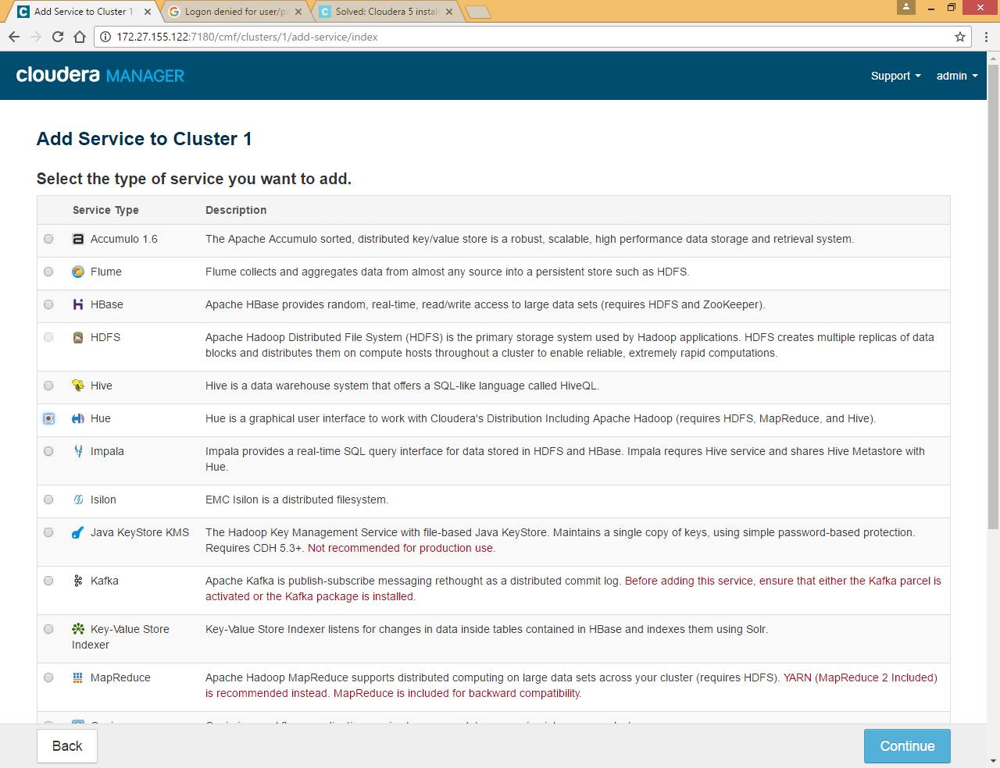 Add Service to Cluster 1
Logon denied for user/p
Solved: Cloudera 5 instal
172.27.155.122:7180/cmf/clusters/1/add-service/index
cloudera MANAGER
Support
admin
Add Service to Cluster 1
Select the type of service you want to add.
Service Type
Description
Accumulo 1.6
The Apache Accumulo sorted, distributed key/value store is a robust, scalable, high performance data storage and retrieval system.
Flume
Flume collects and aggregates data from almost any source into a persistent store such as HDFS.
HBase
Apache HBase provides random, real-time, read/write access to large data sets (requires HDFS and ZooKeeper).
HDFS
Apache Hadoop Distributed File System (HDFS) is the primary storage system used by Hadoop applications. HDFS creates multiple replicas of data
blocks and distributes them on compute hosts throughout a cluster to enable reliable, extremely rapid computations.
Hive
Hive is a data warehouse system that offers a SQL-like language called HiveQL.
Hue
Hue is a graphical user interface to work with Cloudera's Distribution Including Apache Hadoop (requires HDFS, MapReduce, and Hive).
Impala
Impala provides a real-time SQL query interface for data stored in HDFS and HBase. Impala requres Hive service and shares Hive Metastore with
Hue.
Isilon
EMC Isilon is a distributed filesystem.
Java KeyStore KMS
The Hadoop Key Management Service with file-based Java KeyStore. Maintains a single copy of keys, using simple password-based protection.
Requires CDH 5.3+. Not recommended for production use.
Kafka
Apache Kafka is publish-subscribe messaging rethought as a distributed commit log. Before adding this service, ensure that either the Kafka parcel is
activated or the Kafka package is installed.
Key-Value Store
Indexer
Key-Value Store Indexer listens for changes in data inside tables contained in HBase and indexes them using Solr.
MapReduce
Apache Hadoop MapReduce supports distributed computing on large data sets across your cluster (requires HDFS). YARN (MapReduce 2 Included)
is recommended instead. MapReduce is included for backward compatibility.
Back
Continue